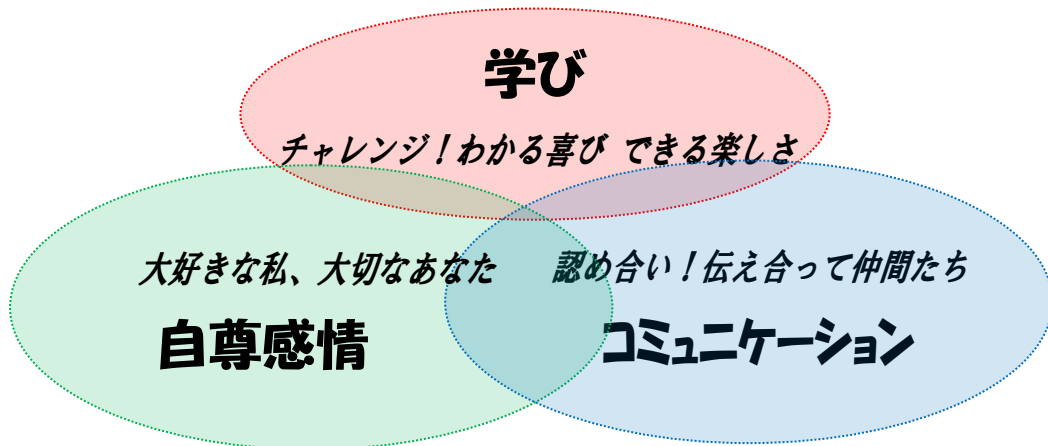 学び
チャレンジ！わかる喜び できる楽しさ
大好きな私、大切なあなた
自尊感情
認め合い！伝え合って仲間たち
コミュニケーション